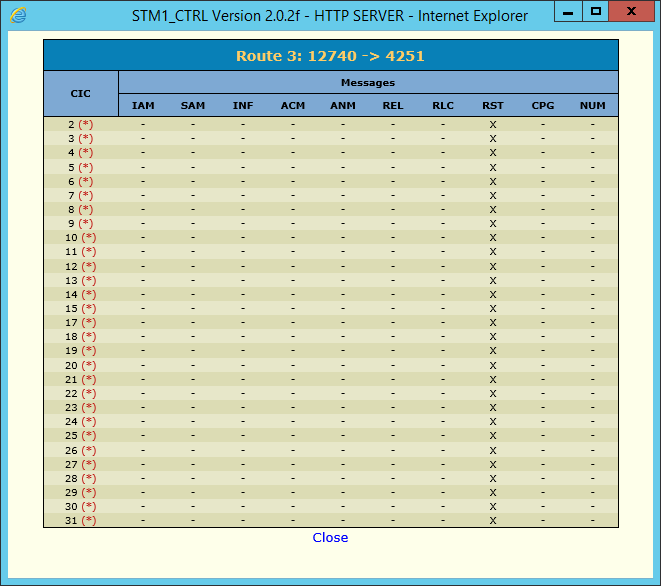 STM1_CTRL Version 2.0.2f - HTTP SERVER - Internet Explorer
Route 3: 12740 -> 4251
CIC Messages
IAM SAM INF ACM ANM REL RLC RST CPG NUM
2 (*) - - - - - - - X - -
3 (*) - - - - - - - X - -
4 (*) - - - - - - - X - -
5 (*) - - - - - - - X - -
6 (*) - - - - - - - X - -
7 (*) - - - - - - - X - -
8 (*) - - - - - - - X - -
9 (*) - - - - - - - X - -
10 (*) - - - - - - - X - -
11 (*) - - - - - - - X - -
12 (*) - - - - - - - X - -
13 (*) - - - - - - - X - -
14 (*) - - - - - - - X - -
15 (*) - - - - - - - X - -
17 (*) - - - - - - - X - -
18 (*) - - - - - - - X - -
19 (*) - - - - - - - X - -
20 (*) - - - - - - - X - -
21 (*) - - - - - - - X - -
22 (*) - - - - - - - X - -
23 (*) - - - - - - - X - -
24 (*) - - - - - - - X - -
25 (*) - - - - - - - X - -
26 (*) - - - - - - - X - -
27 (*) - - - - - - - X - -
28 (*) - - - - - - - X - -
29 (*) - - - - - - - X - -
30 (*) - - - - - - - X - -
31 (*) - - - - - - - X - -
Close